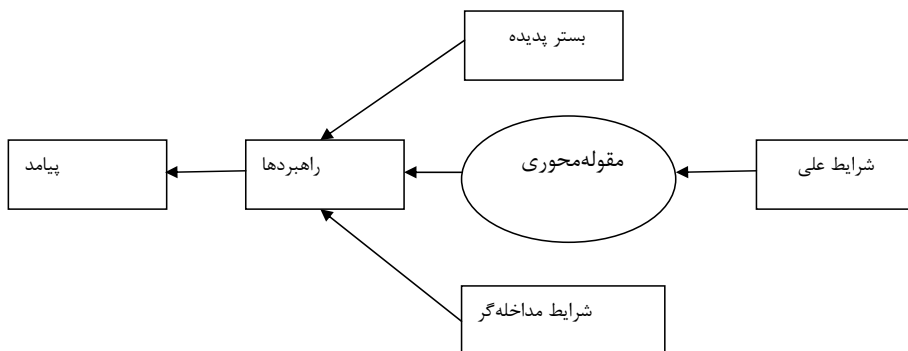 بستر پدیده
شرایط علی
مقوله‌محوری
راهبردها
پیامد
شرایط مداخله‌گر